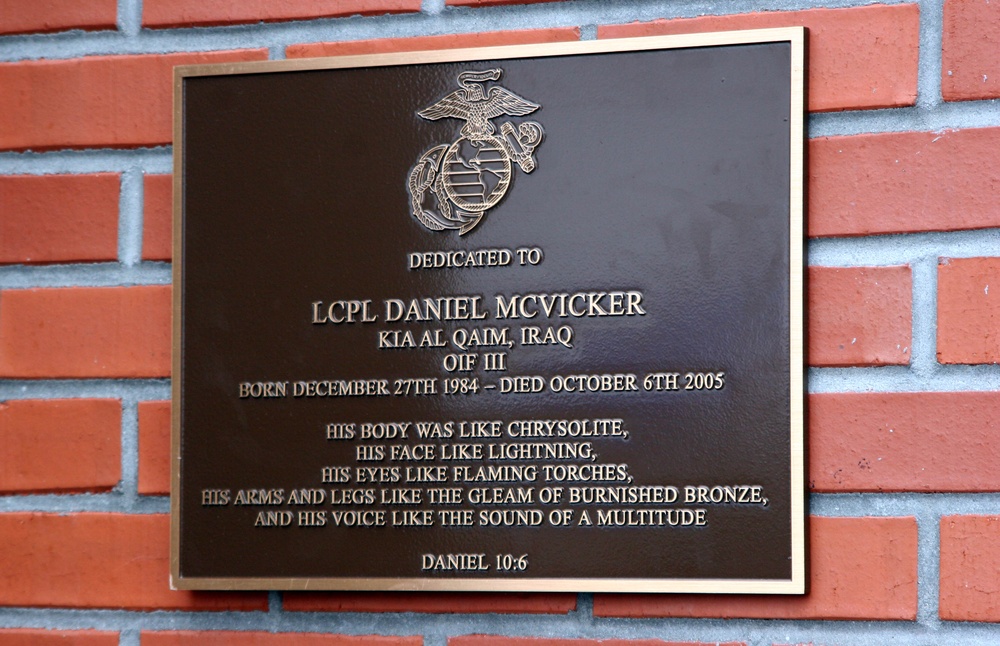 DEDICATED TO
LCPL DANIEL MCVICKER
KIA AL QAIM, IRAQ
OIF III
BORN DECEMBER 27TH 1984 – DIED OCTOBER 6TH 2005
HIS BODY WAS LIKE CHRYSOLITE,
HIS FACE LIKE LIGHTNING,
HIS EYES LIKE FLAMING TORCHES,
HIS ARMS AND LEGS LIKE THE GLEAM OF BURNISHED BRONZE,
AND HIS VOICE LIKE THE SOUND OF A MULTITUDE
DANIEL 10:6